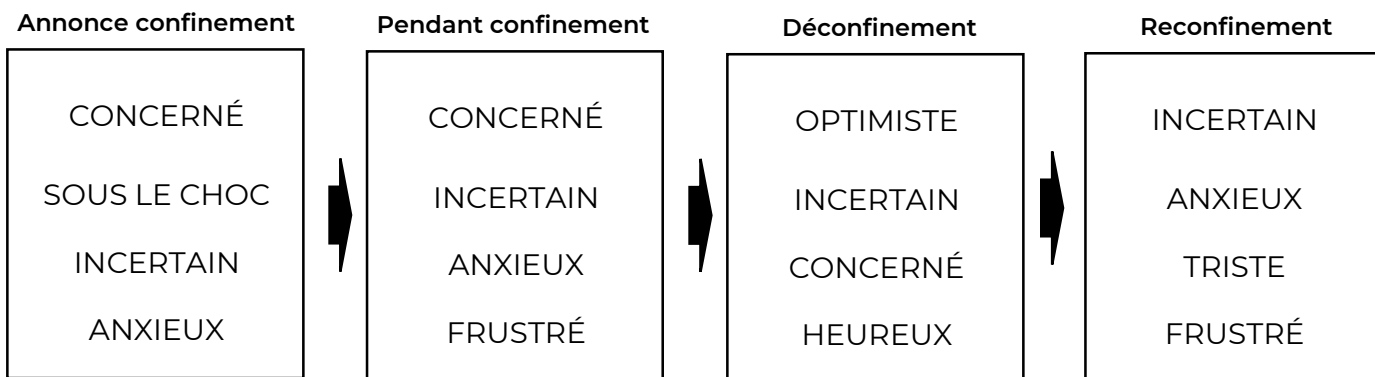 Annonce confinement
CONCERNÉ
SOUS LE CHOC
INCERTAIN
ANXIEUX
Pendant confinement
CONCERNÉ
INCERTAIN
ANXIEUX
FRUSTRÉ
Déconfinement
OPTIMISTE
INCERTAIN
CONCERNÉ
HEUREUX
Reconfinement
INCERTAIN
ANXIEUX
TRISTE
FRUSTRÉ